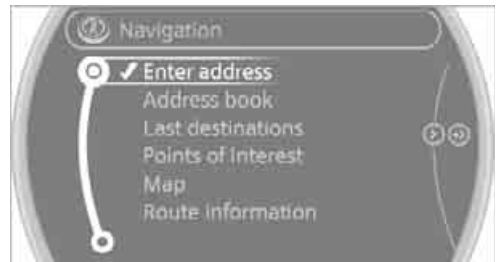 Navigation
Enter address
Address book
Last destinations
Points of Interest
Map
Route information